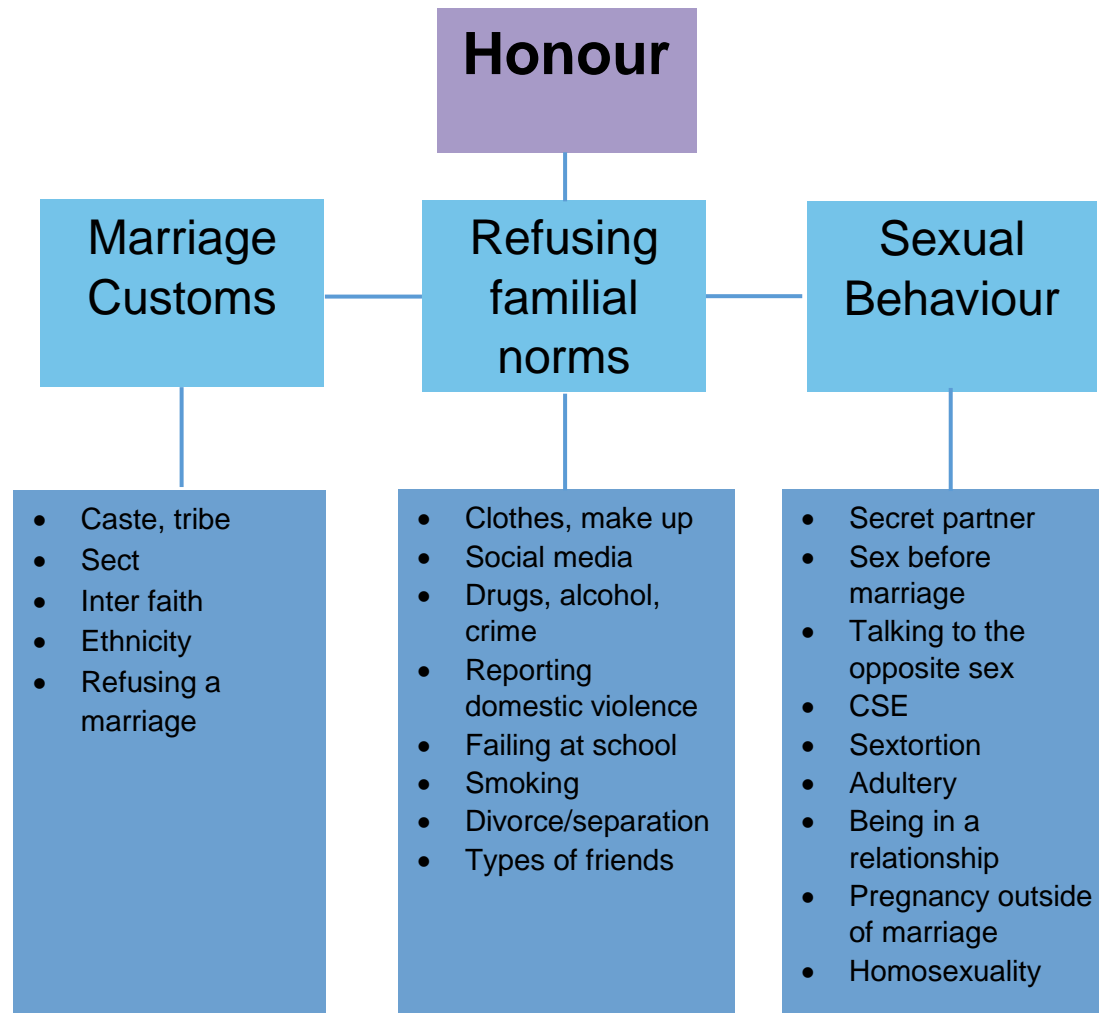 Honour
Marriage
Customs
Refusing
familial
norms
Sexual
Behaviour
• Caste, tribe
• Sect
• Inter faith
• Ethnicity
• Refusing a
marriage
• Clothes, make up
• Social media
• Drugs, alcohol,
crime
• Reporting
domestic violence
• Failing at school
• Smoking
• Divorce/separation
• Types of friends
• Secret partner
• Sex before
marriage
• Talking to the
opposite sex
• CSE
• Sextortion
• Adultery
• Being in a
relationship
• Pregnancy outside
of marriage
• Homosexuality